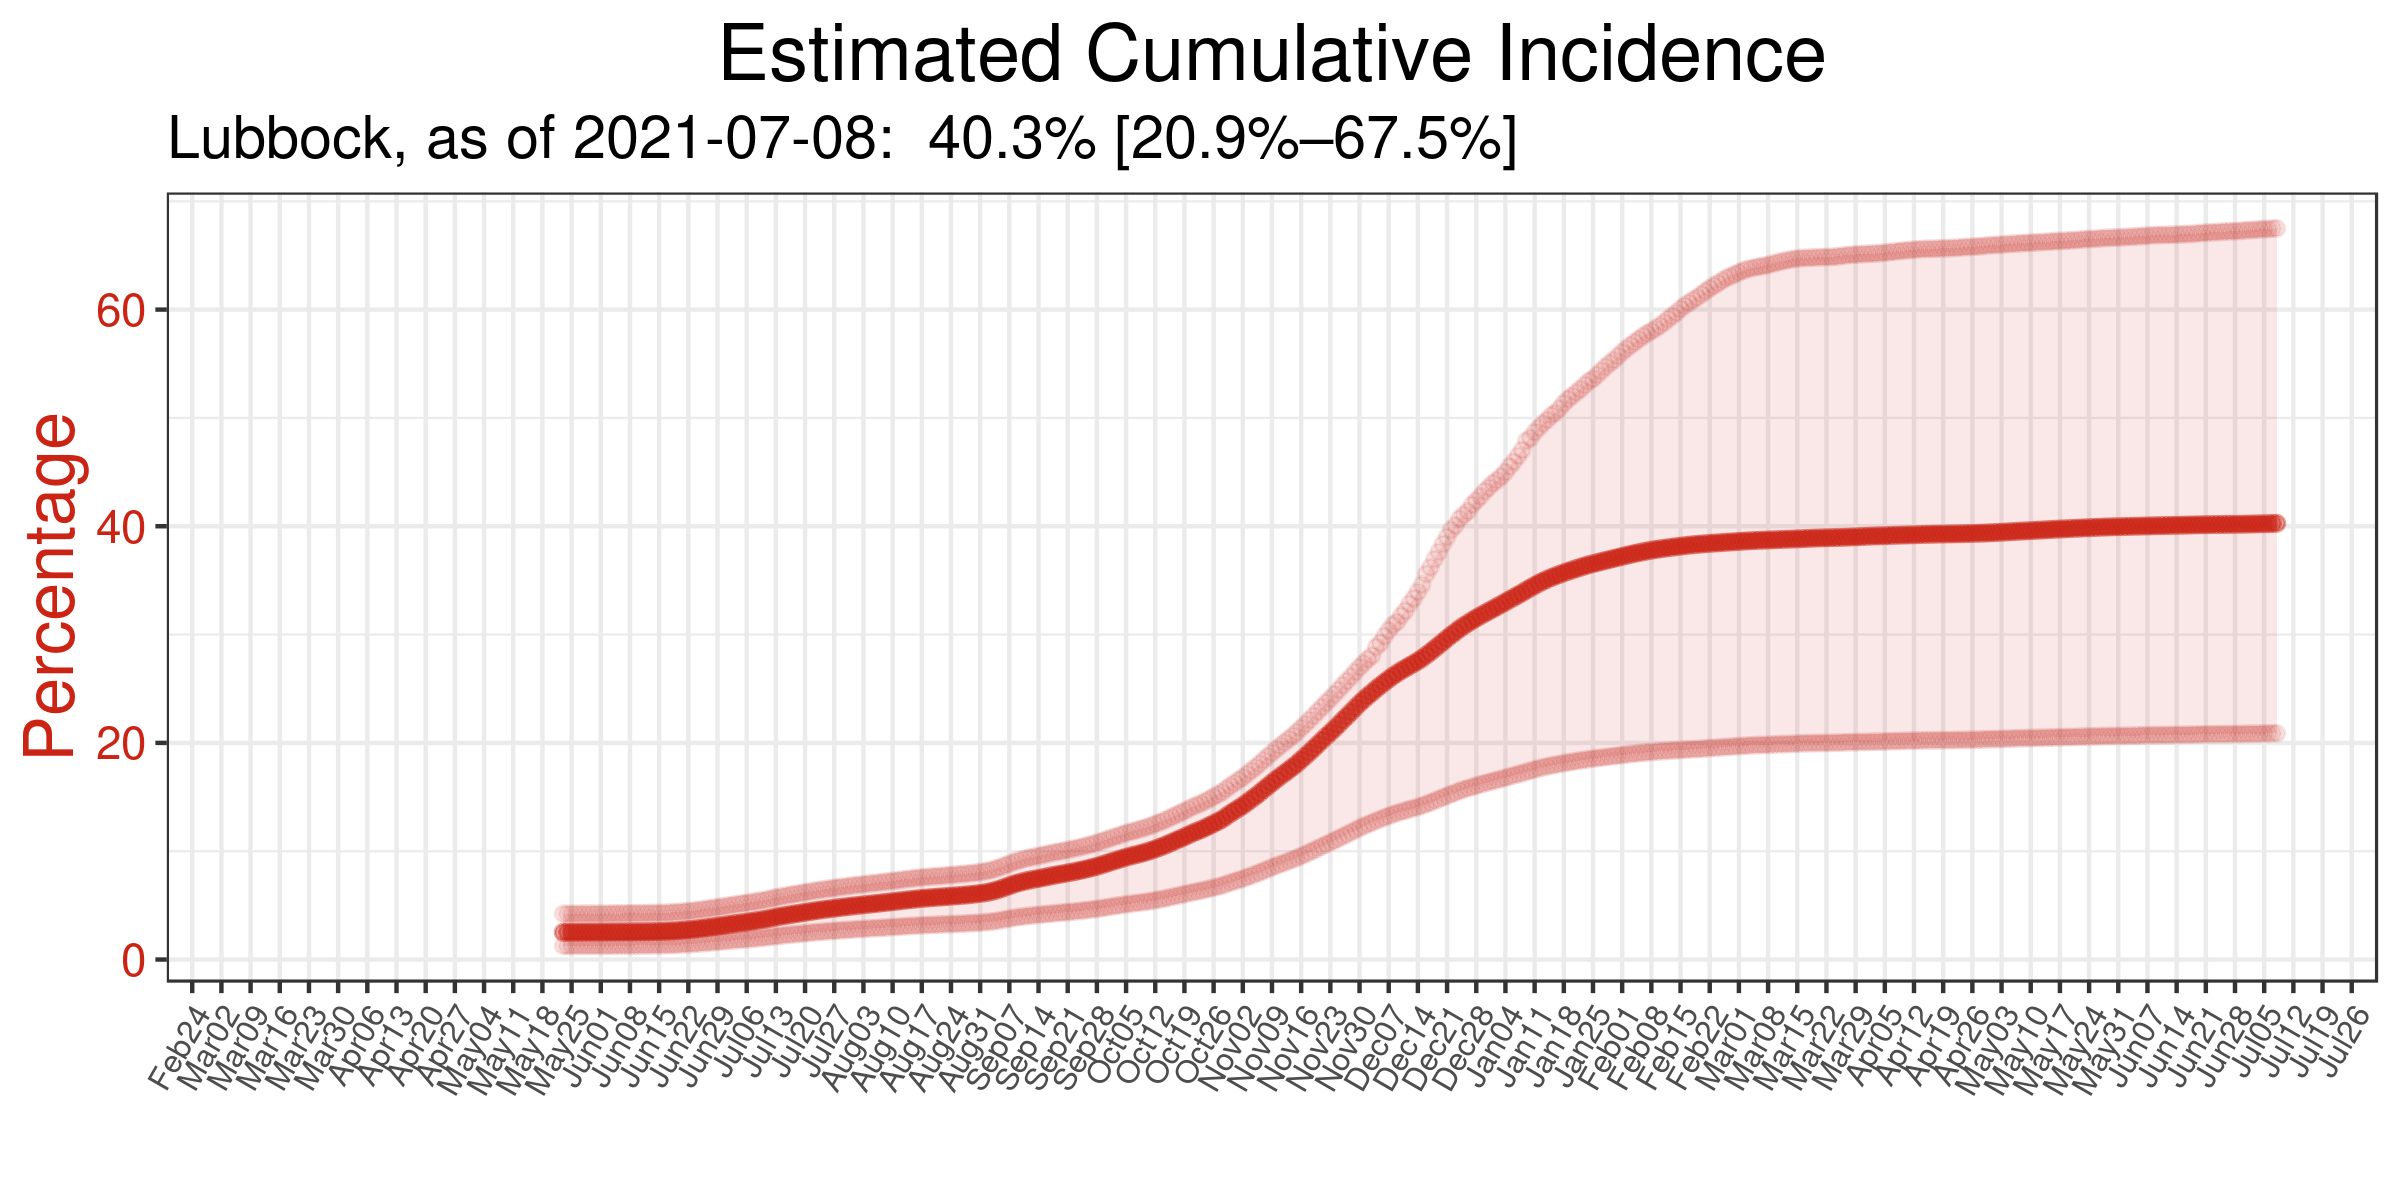 Estimated Cumulative Incidence
Lubbock, as of 2021-07-08:  40.3% [20.9%–67.5%]
Percentage
60
40
20
0
Feb24
Mar02
Mar09
Mar16
Mar23
Mar30
Apr06
Apr13
Apr20
Apr27
May04
May11
May18
May25
Jun01
Jun08
Jun15
Jun22
Jun29
Jul06
Jul13
Jul20
Jul27
Aug03
Aug10
Aug17
Aug24
Aug31
Sep07
Sep14
Sep21
Sep28
Oct05
Oct12
Oct19
Oct26
Nov02
Nov09
Nov16
Nov23
Nov30
Dec07
Dec14
Dec21
Dec28
Jan04
Jan11
Jan18
Jan25
Feb01
Feb08
Feb15
Feb22
Mar01
Mar08
Mar15
Mar22
Mar29
Apr05
Apr12
Apr19
Apr26
May03
May10
May17
May24
May31
Jun07
Jun14
Jun21
Jun28
Jul05
Jul12
Jul19
Jul26